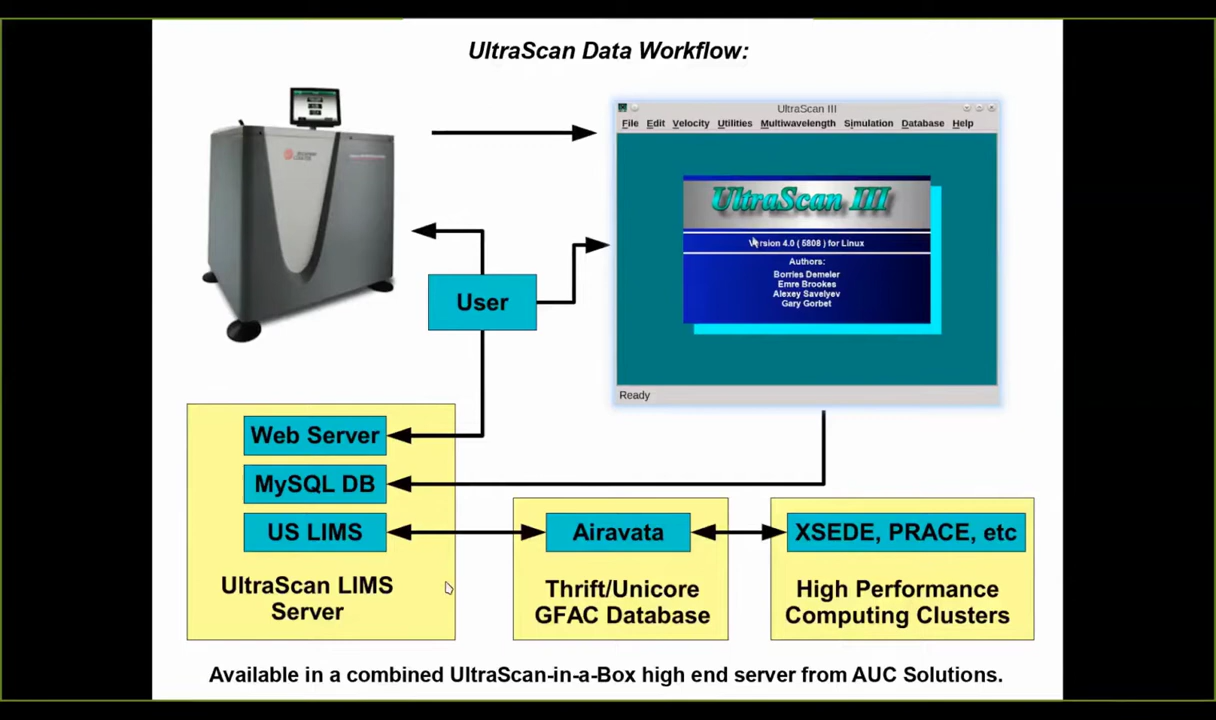 UltraScan Data Workflow:
UltraScan III
File Edit Velocity Utilities Multiwavelength Simulation Database Help
UltraScan III
Version 4.0 ( 5808 ) for Linux
Authors:
Borries Demeler
Emre Brookes
Alexey Savelyev
Gary Gorbet
Ready
User
Web Server
MySQL DB
US LIMS
UltraScan LIMS
Server
Airavata
Thrift/Unicore
GFAC Database
XSEDE, PRACE, etc
High Performance
Computing Clusters
Available in a combined UltraScan-in-a-Box high end server from AUC Solutions.